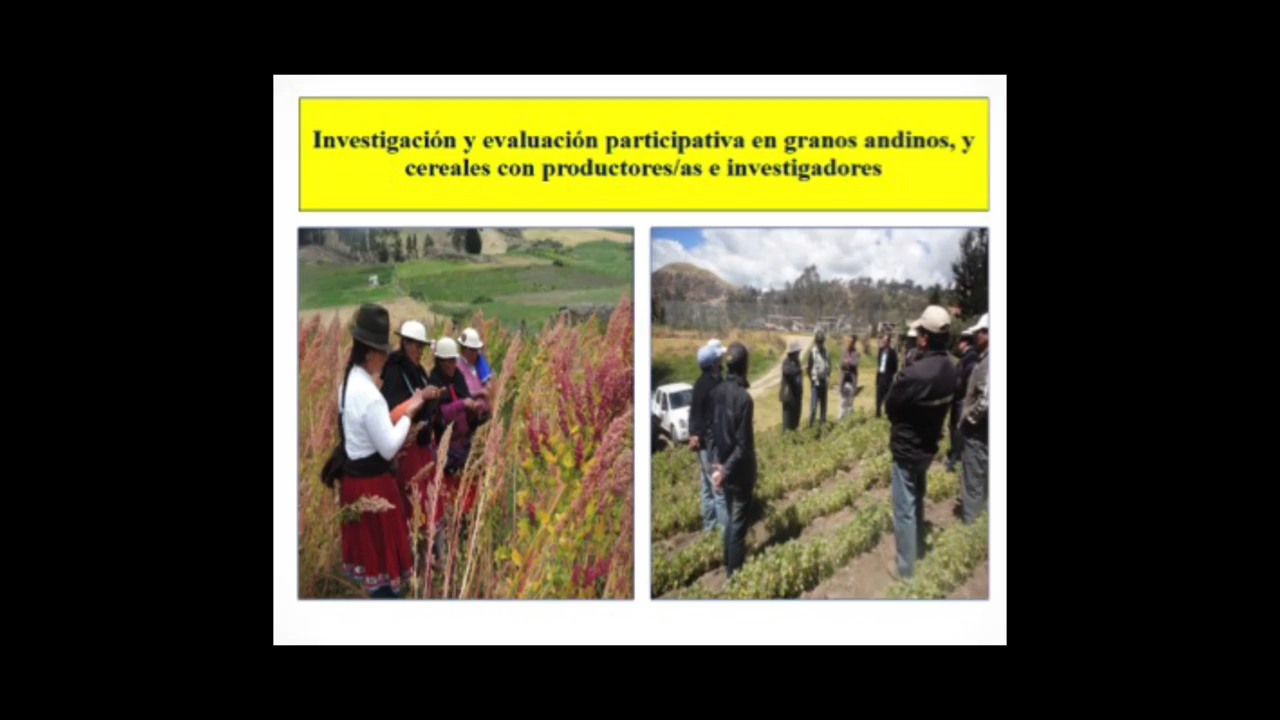 Investigación y evaluación participativa en granos andinos, y
cereales con productores/as e investigadores